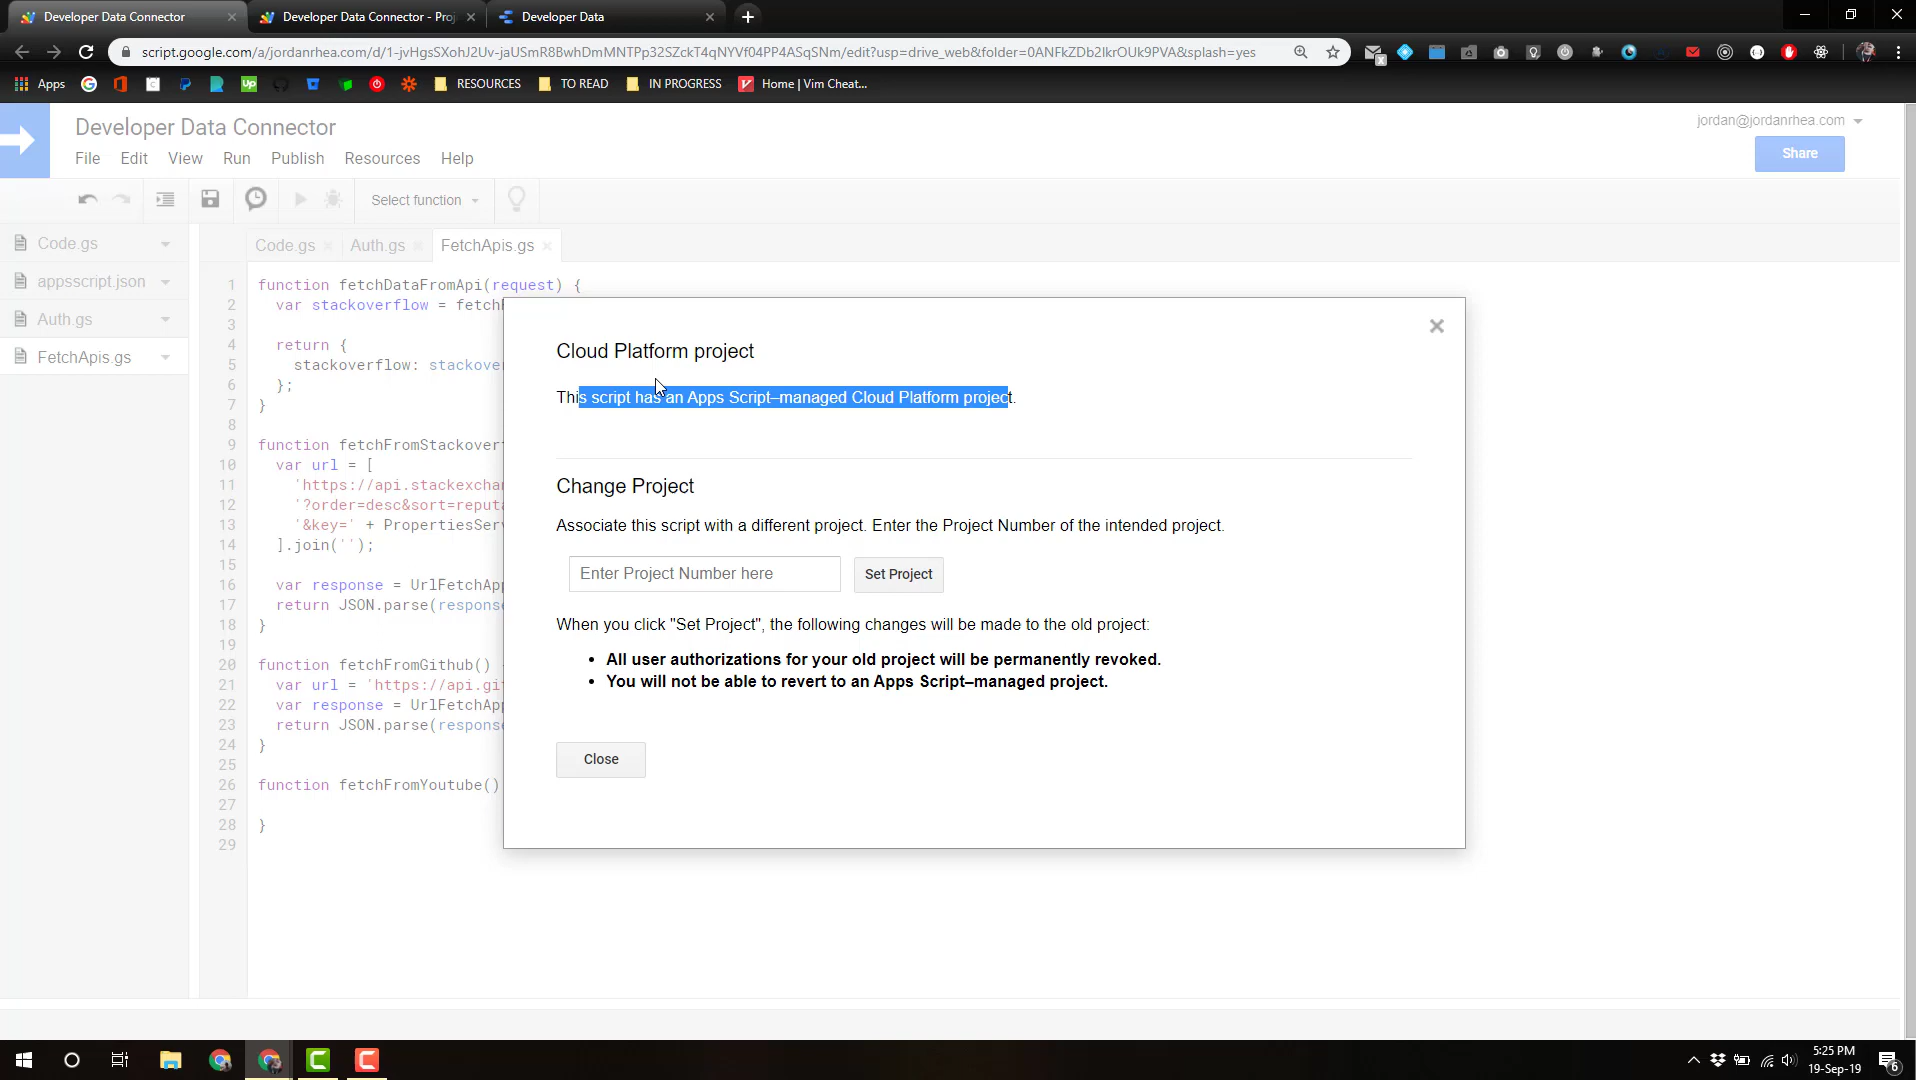 Developer Data Connector
Developer Data Connector - Proj
Developer Data
script.google.com/a/jordanrhea.com/d/1-jvHgsSXohJ2Uv-jaUSmR8BwhDmMNTPp32SZckT4qNYVf04PP4ASqSNm/edit?usp=drive_web&folder=0ANFkZDb2IkrOUk9PVA&splash=yes
Apps
Up
RESOURCES
TO READ
IN PROGRESS
Home | Vim Cheat...
Developer Data Connector
jordan@jordanrhea.com
File Edit View Run Publish Resources Help
Share
Select function
Code.gs
appsscript.json
Auth.gs
FetchApis.gs
Code.gs
Auth.gs
FetchApis.gs
1 function fetchDataFromApi(request) {
2 var stackoverflow = fetch
3
4 return {
5 stackoverflow: stackove
6 };
7 }
8
9 function fetchFromStackover
10 var url = [
11 'https://api.stackexchan
12 '?order=desc&sort=reputa
13 '&key=' + PropertiesServ
14 ].join('');
15
16 var response = UrlFetchApp
17 return JSON.parse(response
18 }
19
20 function fetchFromGithub()
21 var url = 'https://api.git
22 var response = UrlFetchApp
23 return JSON.parse(response
24 }
25
26 function fetchFromYoutube()
27
28 }
29
Cloud Platform project
This script has an Apps Script–managed Cloud Platform project.
Change Project
Associate this script with a different project. Enter the Project Number of the intended project.
Enter Project Number here
Set Project
When you click "Set Project", the following changes will be made to the old project:
• All user authorizations for your old project will be permanently revoked.
• You will not be able to revert to an Apps Script–managed project.
Close
5:25 PM
19-Sep-19
6